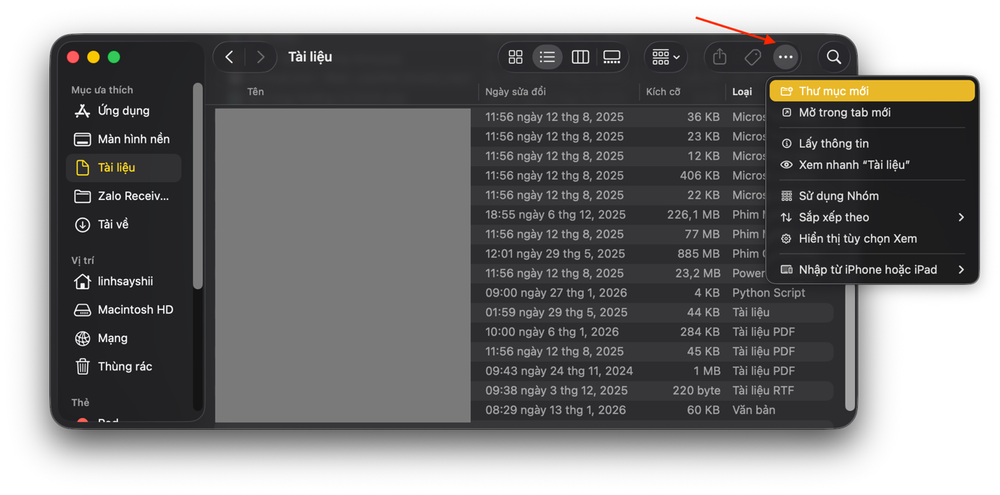 Tài liệu
Mục ưa thích
Ứng dụng
Màn hình nền
Tài liệu
Zalo Receiv...
Tải về
Vị trí
linhsayshii
Macintosh HD
Mạng
Thùng rác
Thẻ
Tên Ngày sửa đổi Kích cỡ Loại
11:56 ngày 12 thg 8, 2025 36 KB Micros
11:56 ngày 12 thg 8, 2025 23 KB Micros
11:56 ngày 12 thg 8, 2025 12 KB Micros
11:56 ngày 12 thg 8, 2025 406 KB Micros
11:56 ngày 12 thg 8, 2025 22 KB Micros
18:55 ngày 6 thg 12, 2025 226,1 MB Phim
11:56 ngày 12 thg 8, 2025 77 MB Phim
12:01 ngày 29 thg 5, 2025 885 MB Phim
11:56 ngày 12 thg 8, 2025 23,2 MB Power
09:00 ngày 27 thg 1, 2026 4 KB Python Script
01:59 ngày 29 thg 5, 2025 44 KB Tài liệu
10:00 ngày 6 thg 1, 2026 284 KB Tài liệu PDF
11:56 ngày 12 thg 8, 2025 45 KB Tài liệu PDF
09:43 ngày 24 thg 11, 2024 1 MB Tài liệu PDF
09:38 ngày 3 thg 12, 2025 220 byte Tài liệu RTF
08:29 ngày 13 thg 1, 2026 60 KB Văn bản
Thư mục mới
Mở trong tab mới
Lấy thông tin
Xem nhanh “Tài liệu”
Sử dụng Nhóm
Sắp xếp theo
Hiển thị tùy chọn Xem
Nhập từ iPhone hoặc iPad